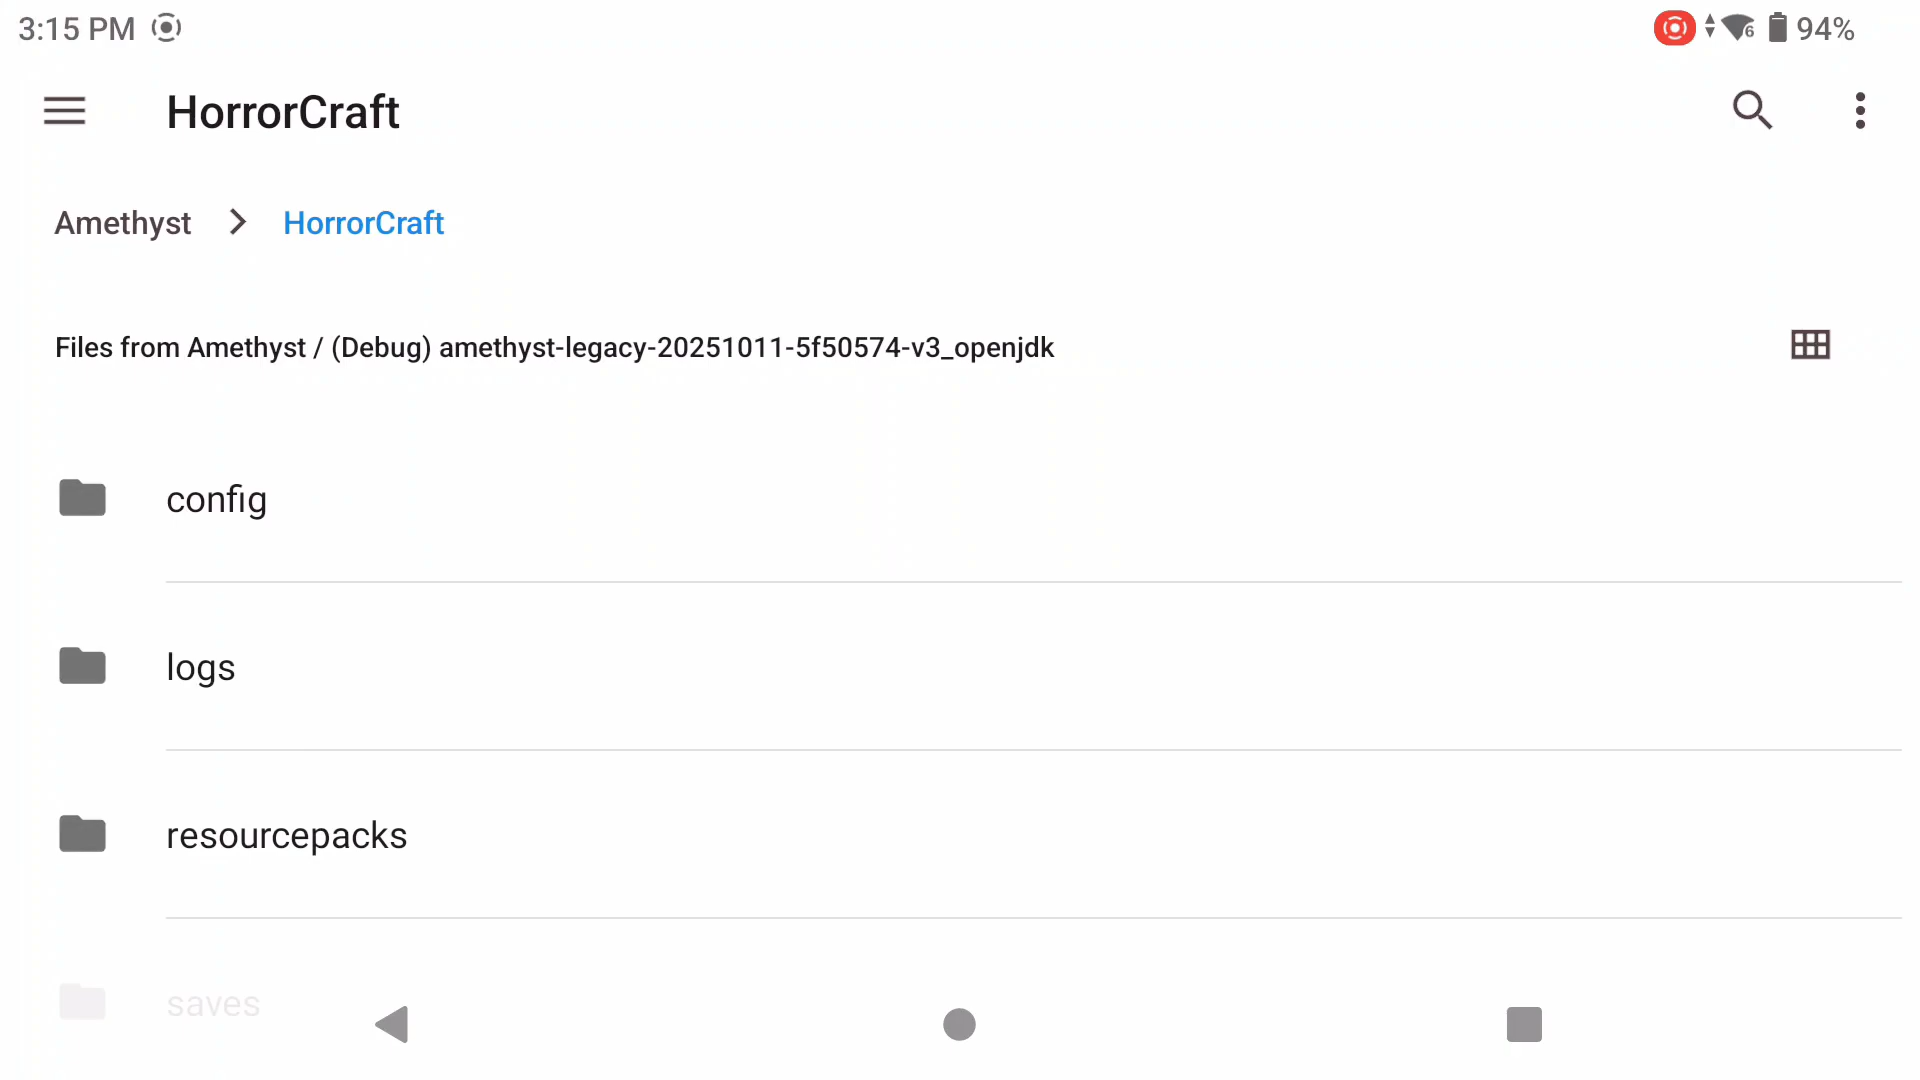 3:15 PM
6 94%
HorrorCraft
Amethyst HorrorCraft
Files from Amethyst / (Debug) amethyst-legacy-20251011-5f50574-v3_openjdk
config
logs
resourcepacks
saves